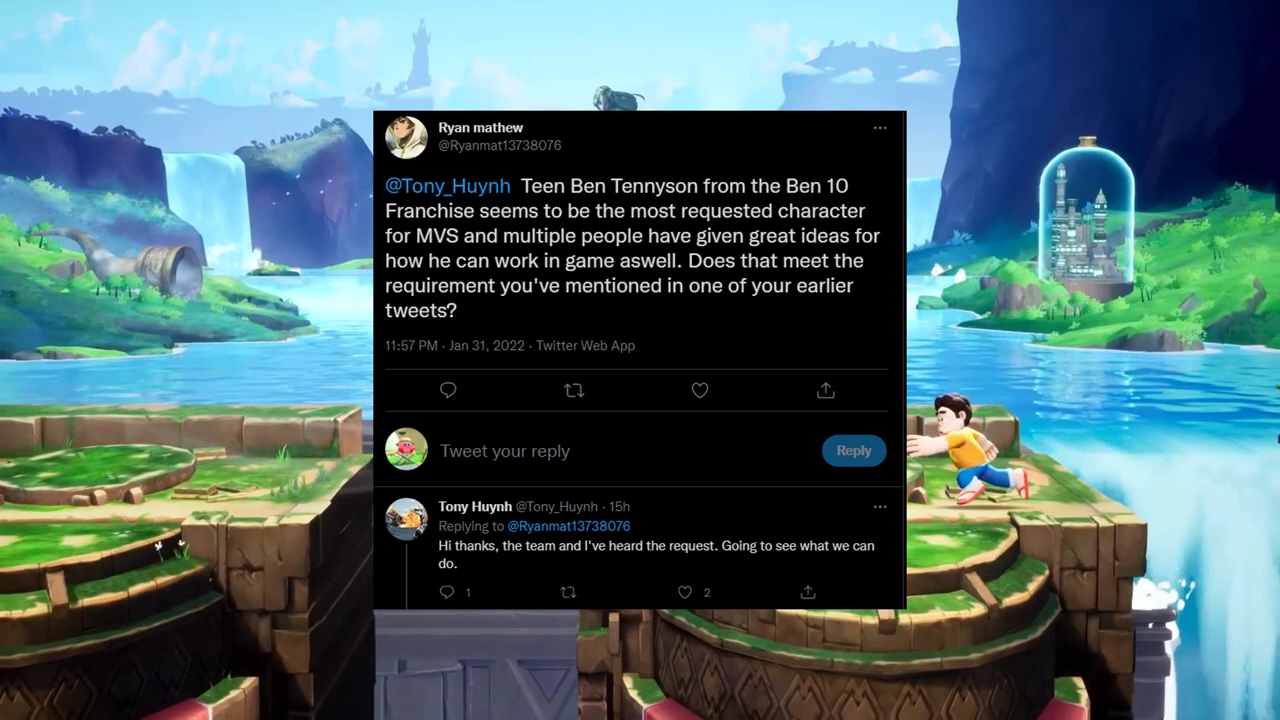 Ryan mathew
@Ryanmat13738076
@Tony_Huynh Teen Ben Tennyson from the Ben 10
Franchise seems to be the most requested character
for MVS and multiple people have given great ideas for
how he can work in game aswell. Does that meet the
requirement you've mentioned in one of your earlier
tweets?
11:57 PM · Jan 31, 2022 · Twitter Web App
Tweet your reply
Reply
Tony Huynh @Tony_Huynh · 15h
Replying to @Ryanmat13738076
Hi thanks, the team and I've heard the request. Going to see what we can
do.
1
2